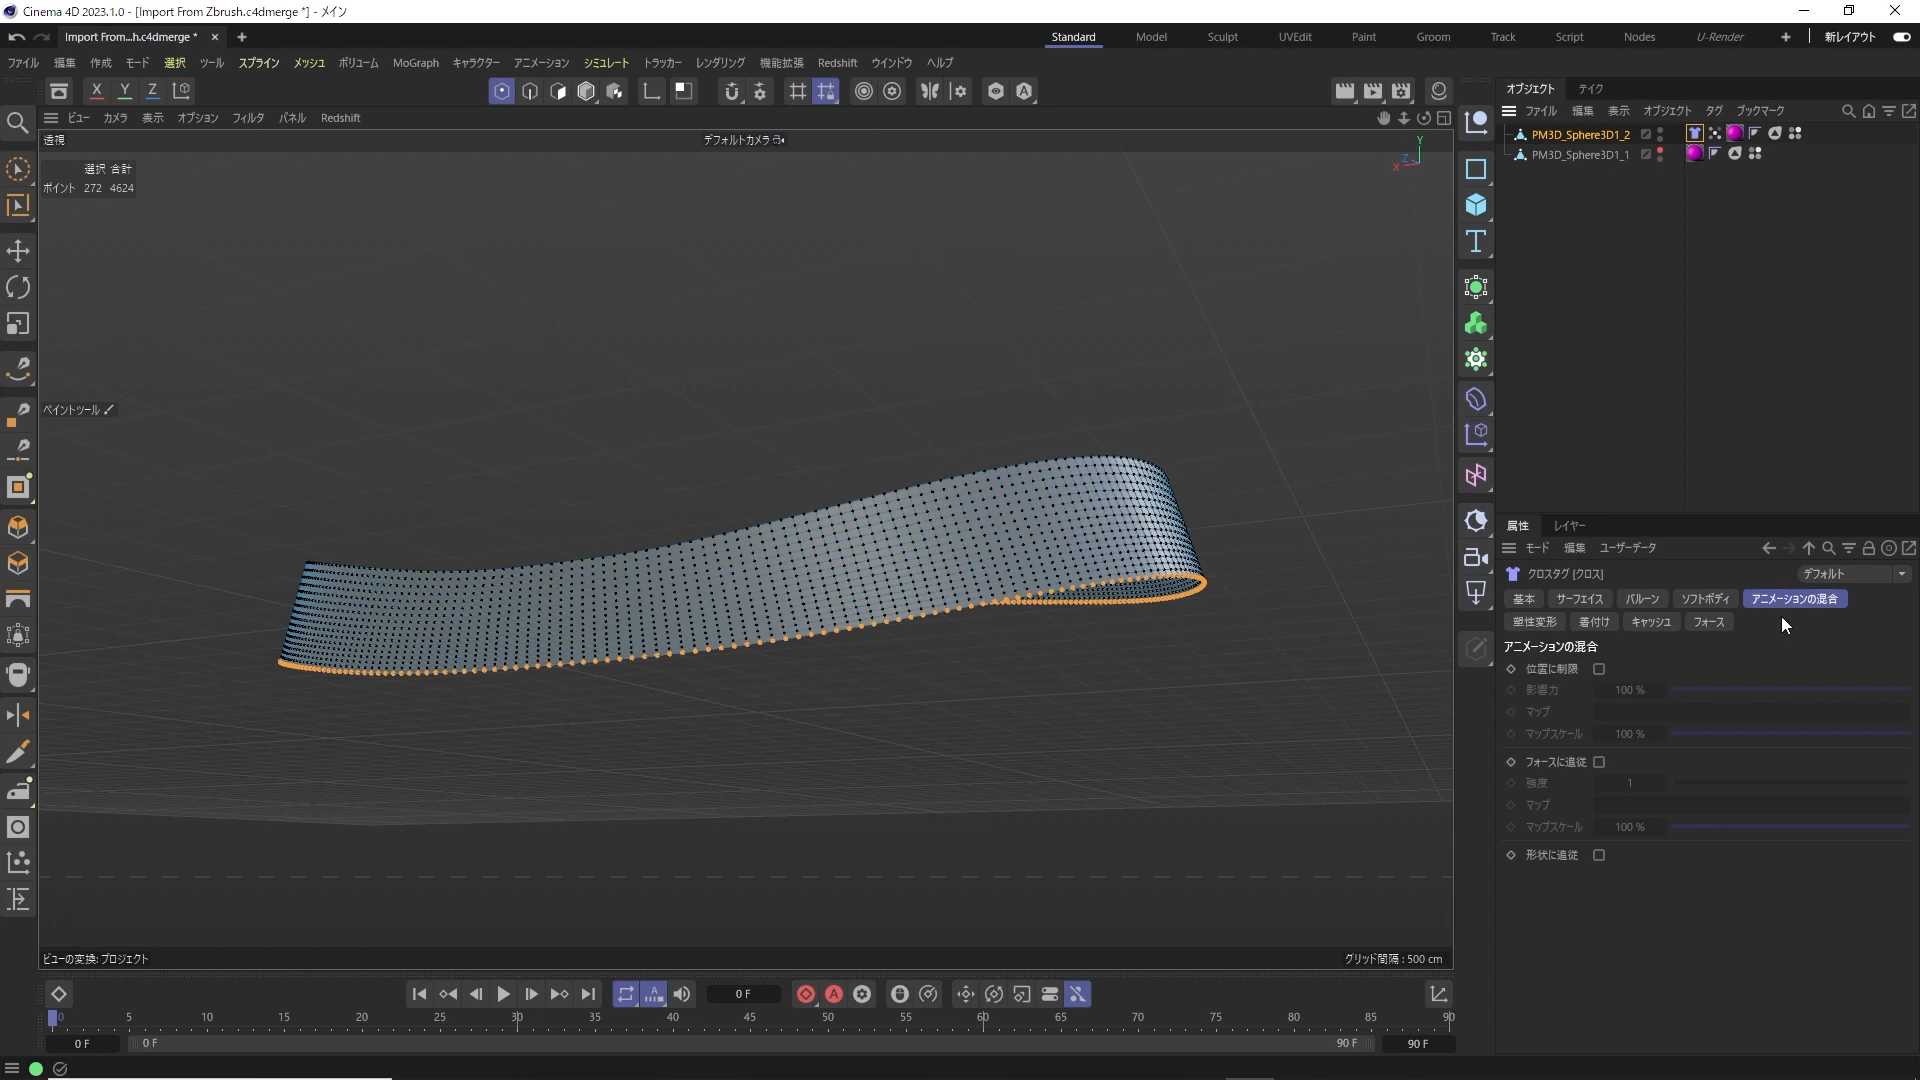 Cinema 4D 2023.1.0 - [Import From Zbrush.c4dmerge *] - メイン
Import From...h.c4dmerge *
Standard Model Sculpt UVEdit Paint Groom Track Script Nodes U-Render 新レイアウト
ファイル 編集 作成 モード 選択 ツール スプライン メッシュ ボリューム MoGraph キャラクター アニメーション シミュレート トラッカー レンダリング 機能拡張 Redshift ウインドウ ヘルプ
X Y Z
オブジェクト テイク
ファイル 編集 表示 オブジェクト タグ ブックマーク
ビュー カメラ 表示 オプション フィルタ パネル Redshift
PM3D_Sphere3D1_2
PM3D_Sphere3D1_1
透視
デフォルトカメラ
Y
Z
X
選択 合計
ポイント 272 4624
ペイントツール
属性 レイヤー
モード 編集 ユーザーデータ
クロスタグ [クロス]
デフォルト
基本 サーフェイス バルーン ソフトボディ アニメーションの混合
塑性変形 着付け キャッシュ フォース
アニメーションの混合
位置に制限
影響力 100 %
マップ
マップスケール 100 %
フォースに追従
強度 1
マップ
マップスケール 100 %
形状に追従
ビューの変換: プロジェクト
グリッド間隔 : 500 cm
0 F
0 5 10 15 20 25 30 35 40 45 50 55 60 65 70 75 80 85 90
0 F 0 F 90 F 90 F